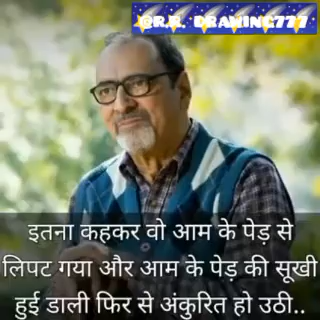 @R.R. DRAWING777
इतना कहकर वो आम के पेड़ से
लिपट गया और आम के पेड़ की सूखी
हुई डाली फिर से अंकुरित हो उठी..